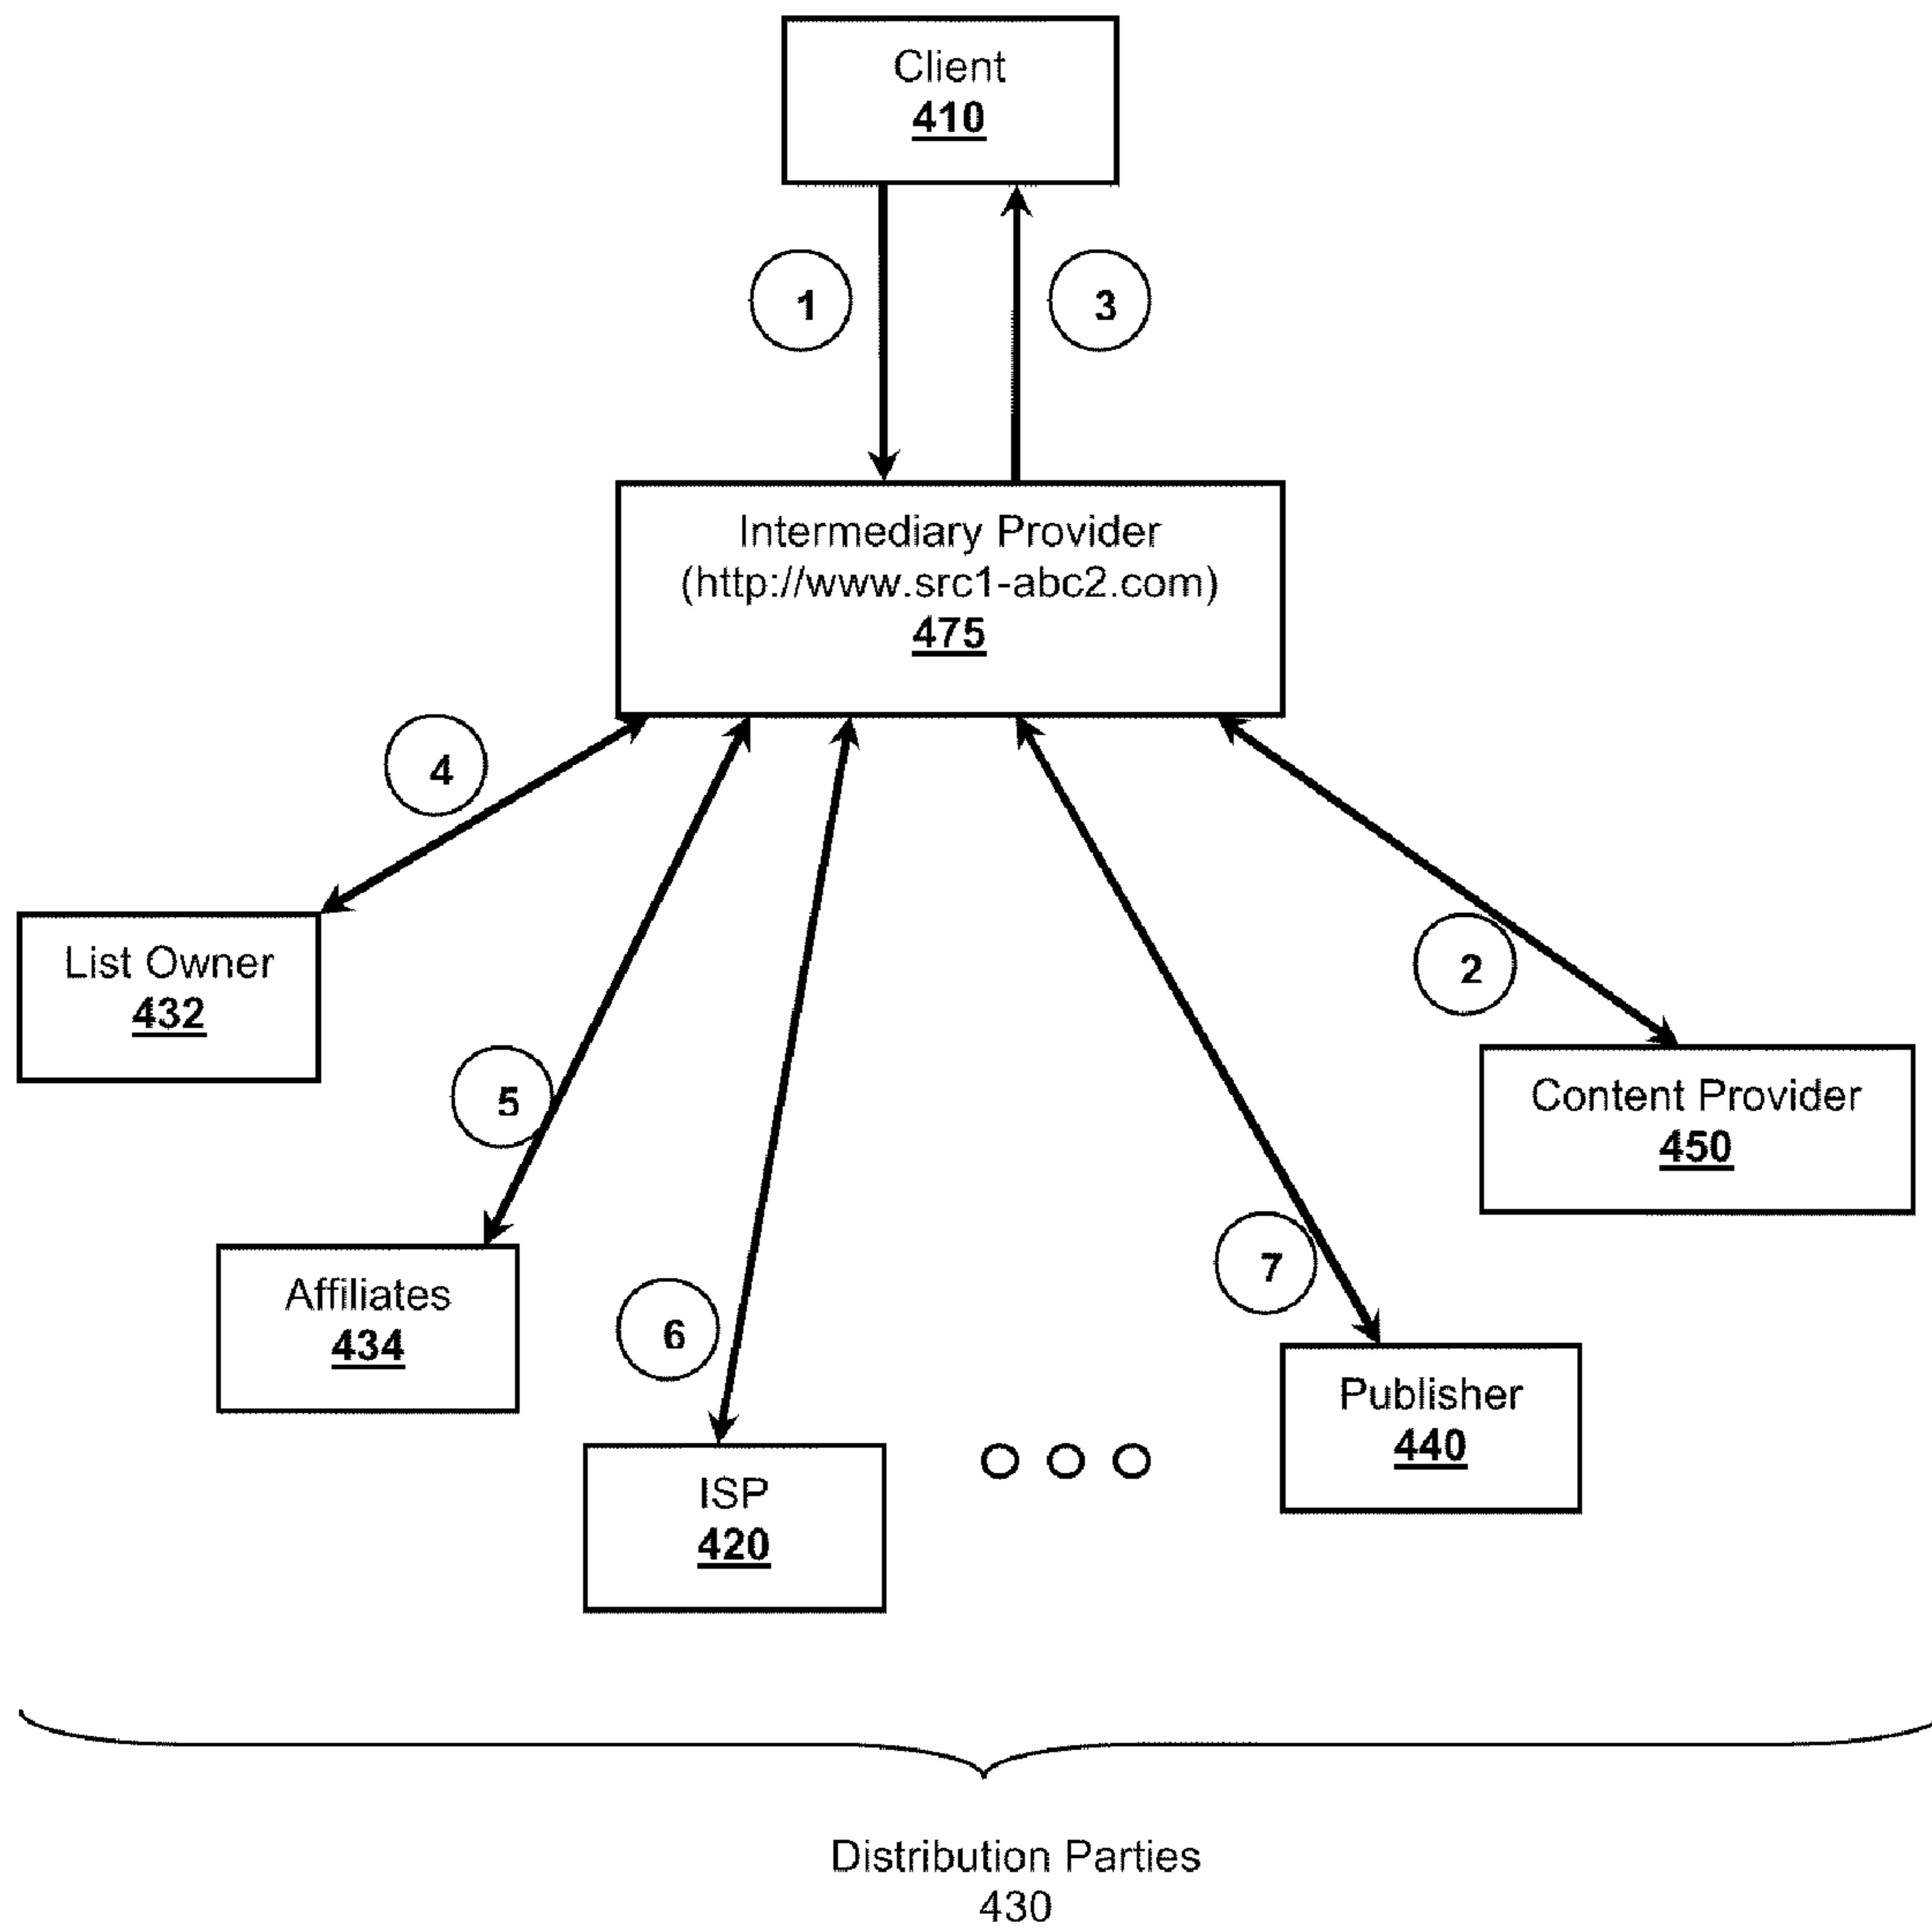 Client
410
1
3
Intermediary Provider
(http://www.src1-abc2.com)
475
4
List Owner
432
2
5
Content Provider
450
7
Affiliates
434
6
Publisher
440
ISP
420
Distribution Parties
430